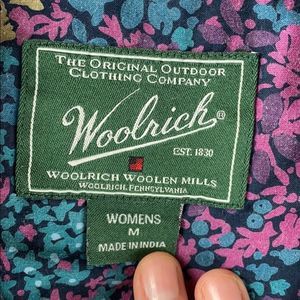 THE ORIGINAL OUTDOOR
CLOTHING COMPANY
Woolrich®
EST. 1830
WOOLRICH WOOLEN MILLS
WOOLRICH, PENNSYLVANIA
WOMENS
M
MADE IN INDIA